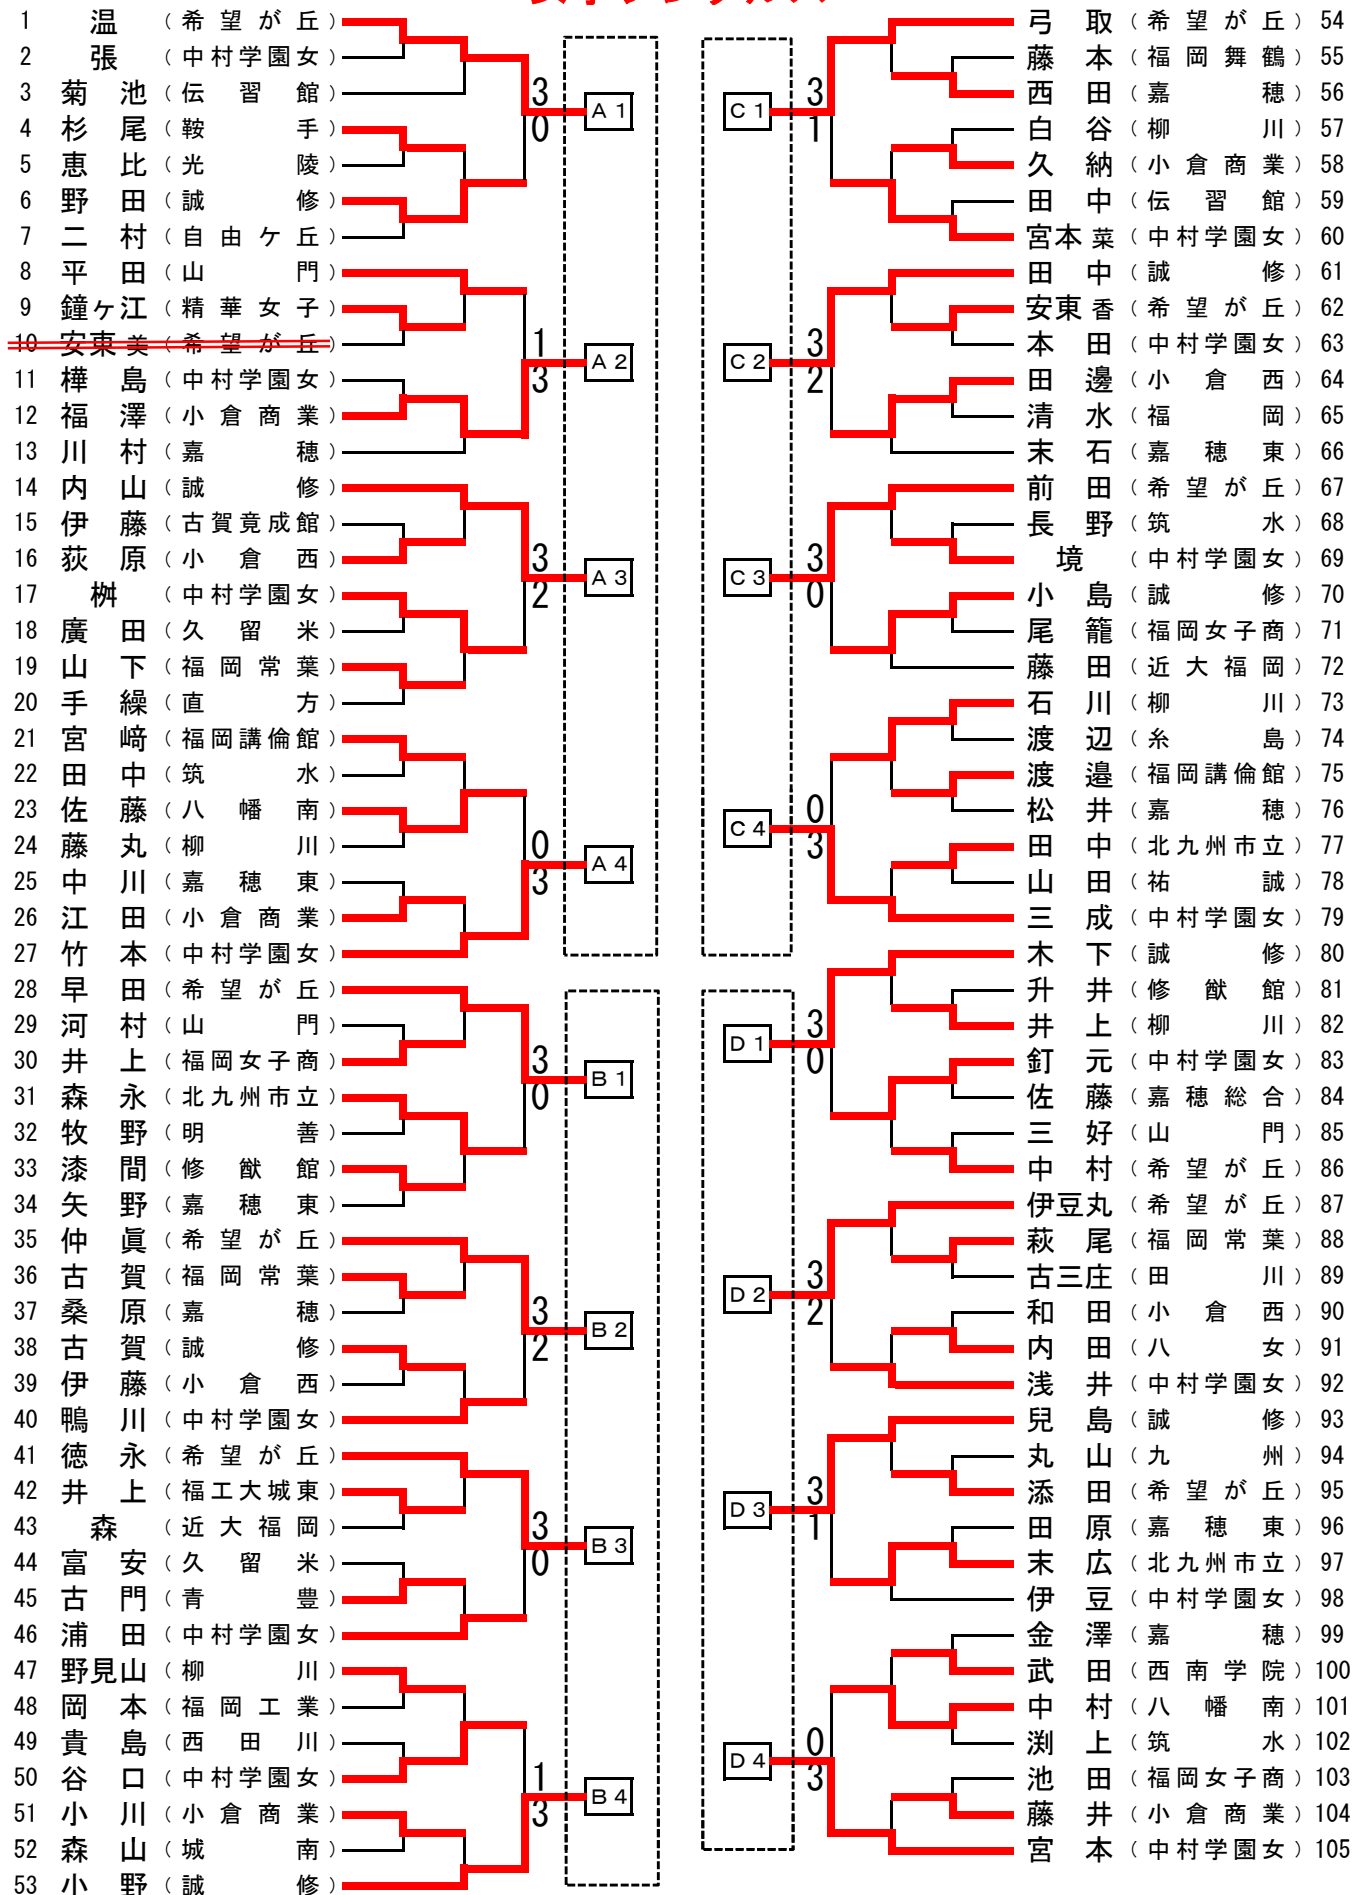 1 温 (希望が丘)
2 張 (中村学園女)
3 菊池 (伝習館)
4 杉尾 (鞍手)
5 恵比 (光陵)
6 野田 (誠修)
7 二村 (自由ケ丘)
8 平田 (山門)
9 鐘ヶ江 (精華女子)
10 安東美 (希望が丘)
11 樺島 (中村学園女)
12 福澤 (小倉商業)
13 川村 (嘉穂)
14 内山 (誠修)
15 伊藤 (古賀竟成館)
16 荻原 (小倉西)
17 桝 (中村学園女)
18 廣田 (久留米)
19 山下 (福岡常葉)
20 手繰 (直方)
21 宮﨑 (福岡講倫館)
22 田中 (筑水)
23 佐藤 (八幡南)
24 藤丸 (柳川)
25 中川 (嘉穂東)
26 江田 (小倉商業)
27 竹本 (中村学園女)
28 早田 (希望が丘)
29 河村 (山門)
30 井上 (福岡女子商)
31 森永 (北九州市立)
32 牧野 (明善)
33 漆間 (修猷館)
34 矢野 (嘉穂東)
35 仲眞 (希望が丘)
36 古賀 (福岡常葉)
37 桑原 (嘉穂)
38 古賀 (誠修)
39 伊藤 (小倉西)
40 鴨川 (中村学園女)
41 徳永 (希望が丘)
42 井上 (福工大城東)
43 森 (近大福岡)
44 富安 (久留米)
45 古門 (青豊)
46 浦田 (中村学園女)
47 野見山 (柳川)
48 岡本 (福岡工業)
49 貴島 (西田川)
50 谷口 (中村学園女)
51 小川 (小倉商業)
52 森山 (城南)
53 小野 (誠修)
3
0
A1
1
3
A2
3
2
A3
0
3
A4
3
0
B1
3
2
B2
3
0
B3
1
3
B4
C1
3
1
C2
3
2
C3
3
0
C4
0
3
D1
3
0
D2
3
2
D3
3
1
D4
0
3
弓取 (希望が丘) 54
藤本 (福岡舞鶴) 55
西田 (嘉穂) 56
白谷 (柳川) 57
久納 (小倉商業) 58
田中 (伝習館) 59
宮本菜 (中村学園女) 60
田中 (誠修) 61
安東香 (希望が丘) 62
本田 (中村学園女) 63
田邊 (小倉西) 64
清水 (福岡) 65
末石 (嘉穂東) 66
前田 (希望が丘) 67
長野 (筑水) 68
境 (中村学園女) 69
小島 (誠修) 70
尾籠 (福岡女子商) 71
藤田 (近大福岡) 72
石川 (柳川) 73
渡辺 (糸島) 74
渡邉 (福岡講倫館) 75
松井 (嘉穂) 76
田中 (北九州市立) 77
山田 (祐誠) 78
三成 (中村学園女) 79
木下 (誠修) 80
升井 (修猷館) 81
井上 (柳川) 82
釘元 (中村学園女) 83
佐藤 (嘉穂総合) 84
三好 (山門) 85
中村 (希望が丘) 86
伊豆丸 (希望が丘) 87
萩尾 (福岡常葉) 88
古三庄 (田川) 89
和田 (小倉西) 90
内田 (八女) 91
浅井 (中村学園女) 92
兒島 (誠修) 93
丸山 (九州) 94
添田 (希望が丘) 95
田原 (嘉穂東) 96
末広 (北九州市立) 97
伊豆 (中村学園女) 98
金澤 (嘉穂) 99
武田 (西南学院) 100
中村 (八幡南) 101
渕上 (筑水) 102
池田 (福岡女子商) 103
藤井 (小倉商業) 104
宮本 (中村学園女) 105